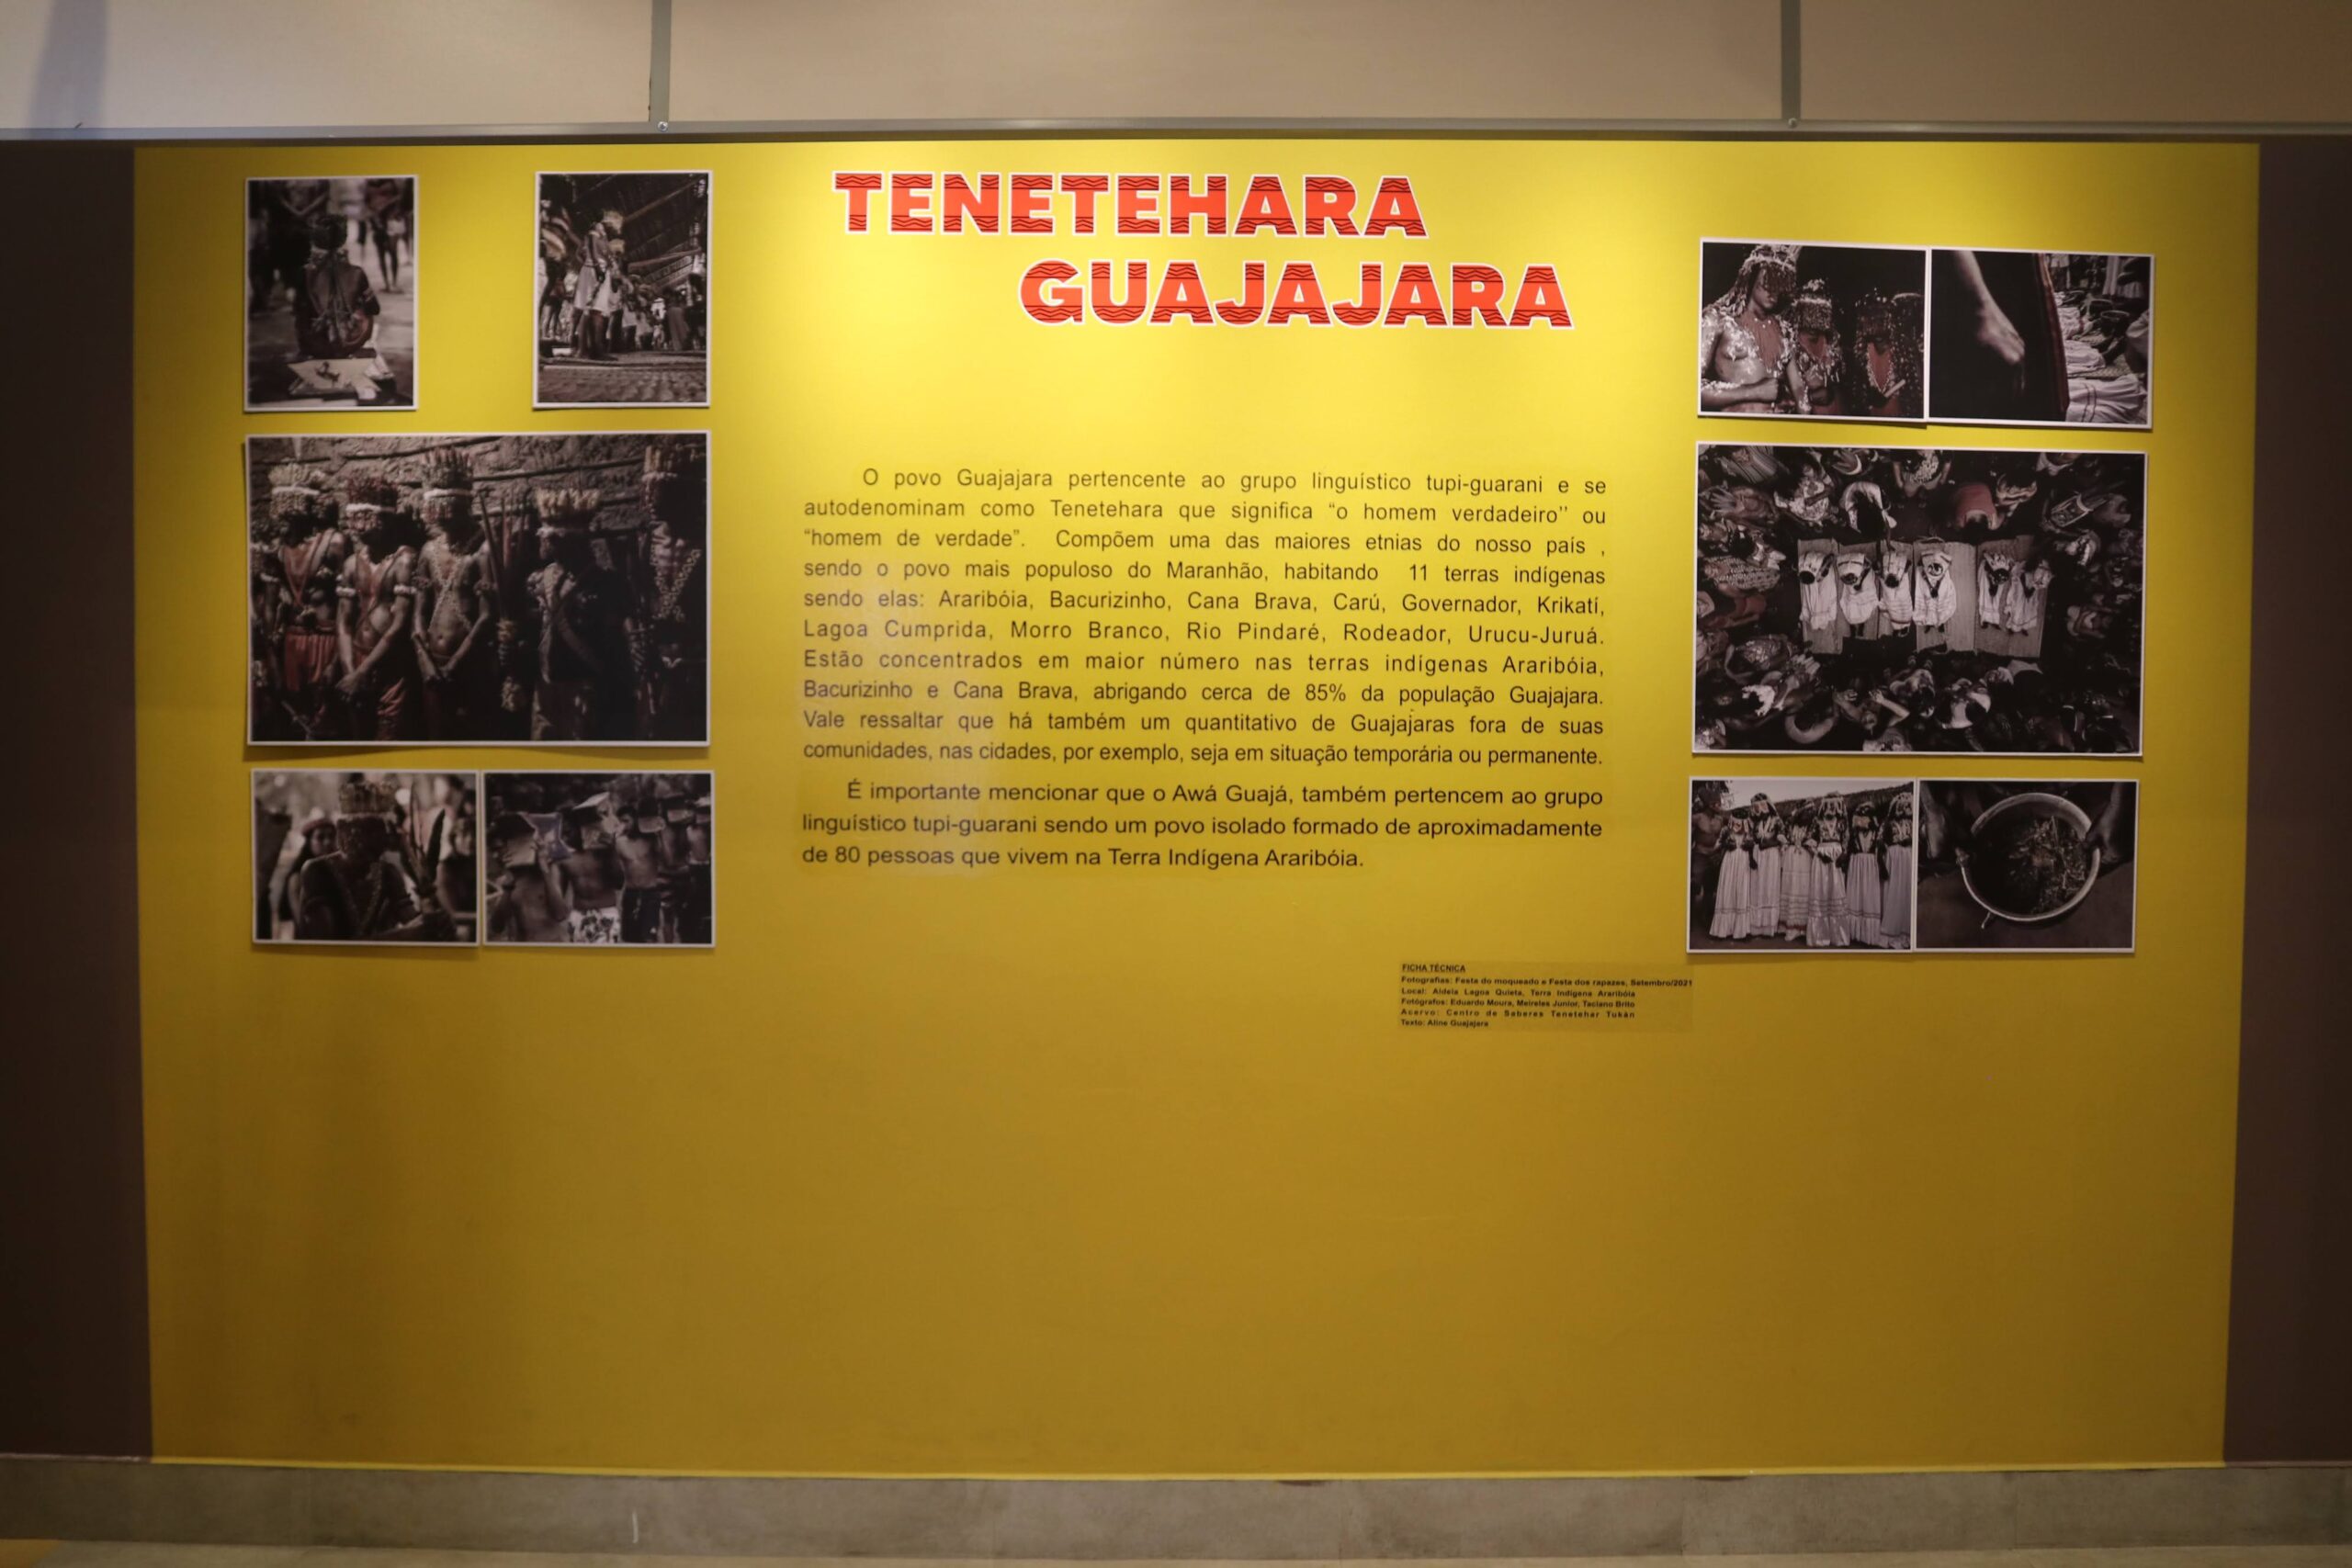 TENETEHARA
GUAJAJARA
O povo Guajajara pertencente ao grupo linguístico tupi-guarani e se
autodenominam como Tenetehara que significa “o homem verdadeiro’’ ou
“homem de verdade”. Compõem uma das maiores etnias do nosso país ,
sendo o povo mais populoso do Maranhão, habitando 11 terras indígenas
sendo elas: Araribóia, Bacurizinho, Cana Brava, Carú, Governador, Krikatí,
Lagoa Cumprida, Morro Branco, Rio Pindaré, Rodeador, Urucu-Juruá.
Estão concentrados em maior número nas terras indígenas Araribóia,
Bacurizinho e Cana Brava, abrigando cerca de 85% da população Guajajara.
Vale ressaltar que há também um quantitativo de Guajajaras fora de suas
comunidades, nas cidades, por exemplo, seja em situação temporária ou permanente.
É importante mencionar que o Awá Guajá, também pertencem ao grupo
linguístico tupi-guarani sendo um povo isolado formado de aproximadamente
de 80 pessoas que vivem na Terra Indígena Araribóia.
FICHA TÉCNICA
Fotografias: Festa do moqueado e Festa dos rapazes, Setembro/2021
Local: Aldeia Lagoa Quieta, Terra Indígena Araribóia
Fotógrafos: Eduardo Moura, Meireles Junior, Taciano Brito
Acervo: Centro de Saberes Tenetehar Tukán
Texto: Aline Guajajara